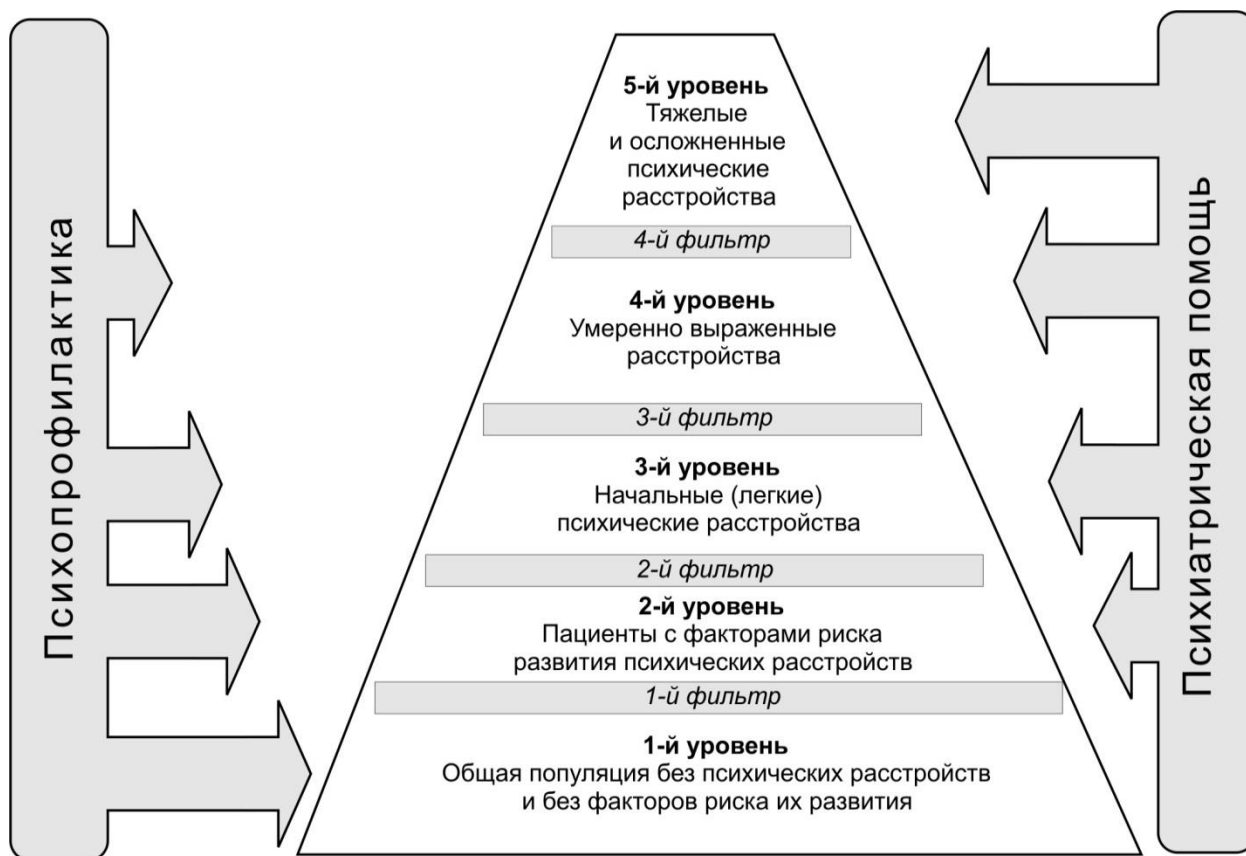 Психопрофилактика
5-й уровень
Тяжелые
и осложненные
психические
расстройства
4-й фильтр
4-й уровень
Умеренно выраженные
расстройства
3-й фильтр
3-й уровень
Начальные (легкие)
психические расстройства
2-й фильтр
2-й уровень
Пациенты с факторами риска
развития психических расстройств
1-й фильтр
1-й уровень
Общая популяция без психических расстройств
и без факторов риска их развития
Психиатрическая помощь